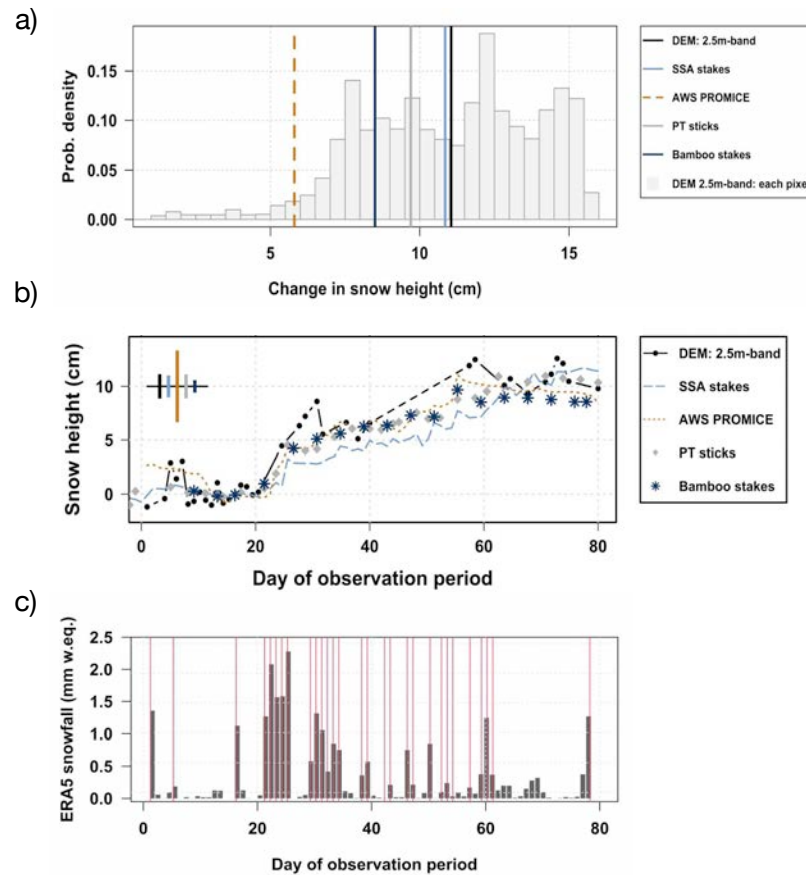 a)
Prob. density
0.15
0.10
0.05
0.00
5
10
15
Change in snow height (cm)
DEM: 2.5m-band
SSA stakes
AWS PROMICE
PT sticks
Bamboo stakes
DEM 2.5m-band: each pixe
b)
Snow height (cm)
10
5
0
0
20
40
60
80
Day of observation period
DEM: 2.5m-band
SSA stakes
AWS PROMICE
PT sticks
Bamboo stakes
c)
ERA5 snowfall (mm w.eq.)
2.5
2.0
1.5
1.0
0.5
0.0
0
20
40
60
80
Day of observation period